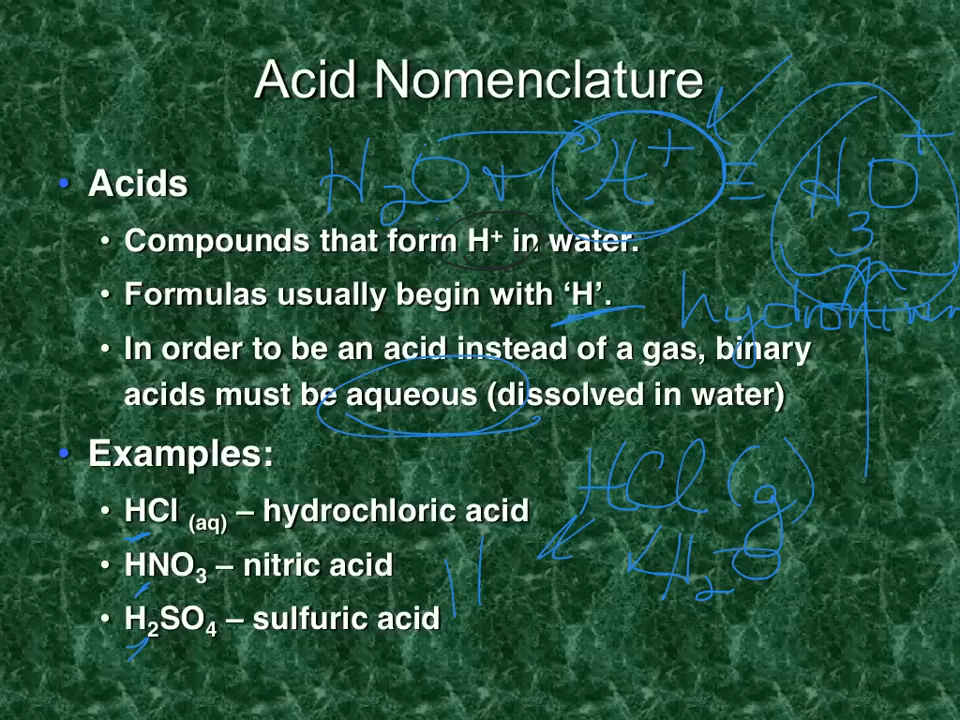 Acid Nomenclature
H₂O + H⁺ = H₃O⁺
• Acids
• Compounds that form H⁺ in water.
• Formulas usually begin with ‘H’.
• In order to be an acid instead of a gas, binary
acids must be aqueous (dissolved in water)
• Examples:
HCl (g)
• HCl (aq) – hydrochloric acid
• HNO₃ – nitric acid
H₂O
• H₂SO₄ – sulfuric acid